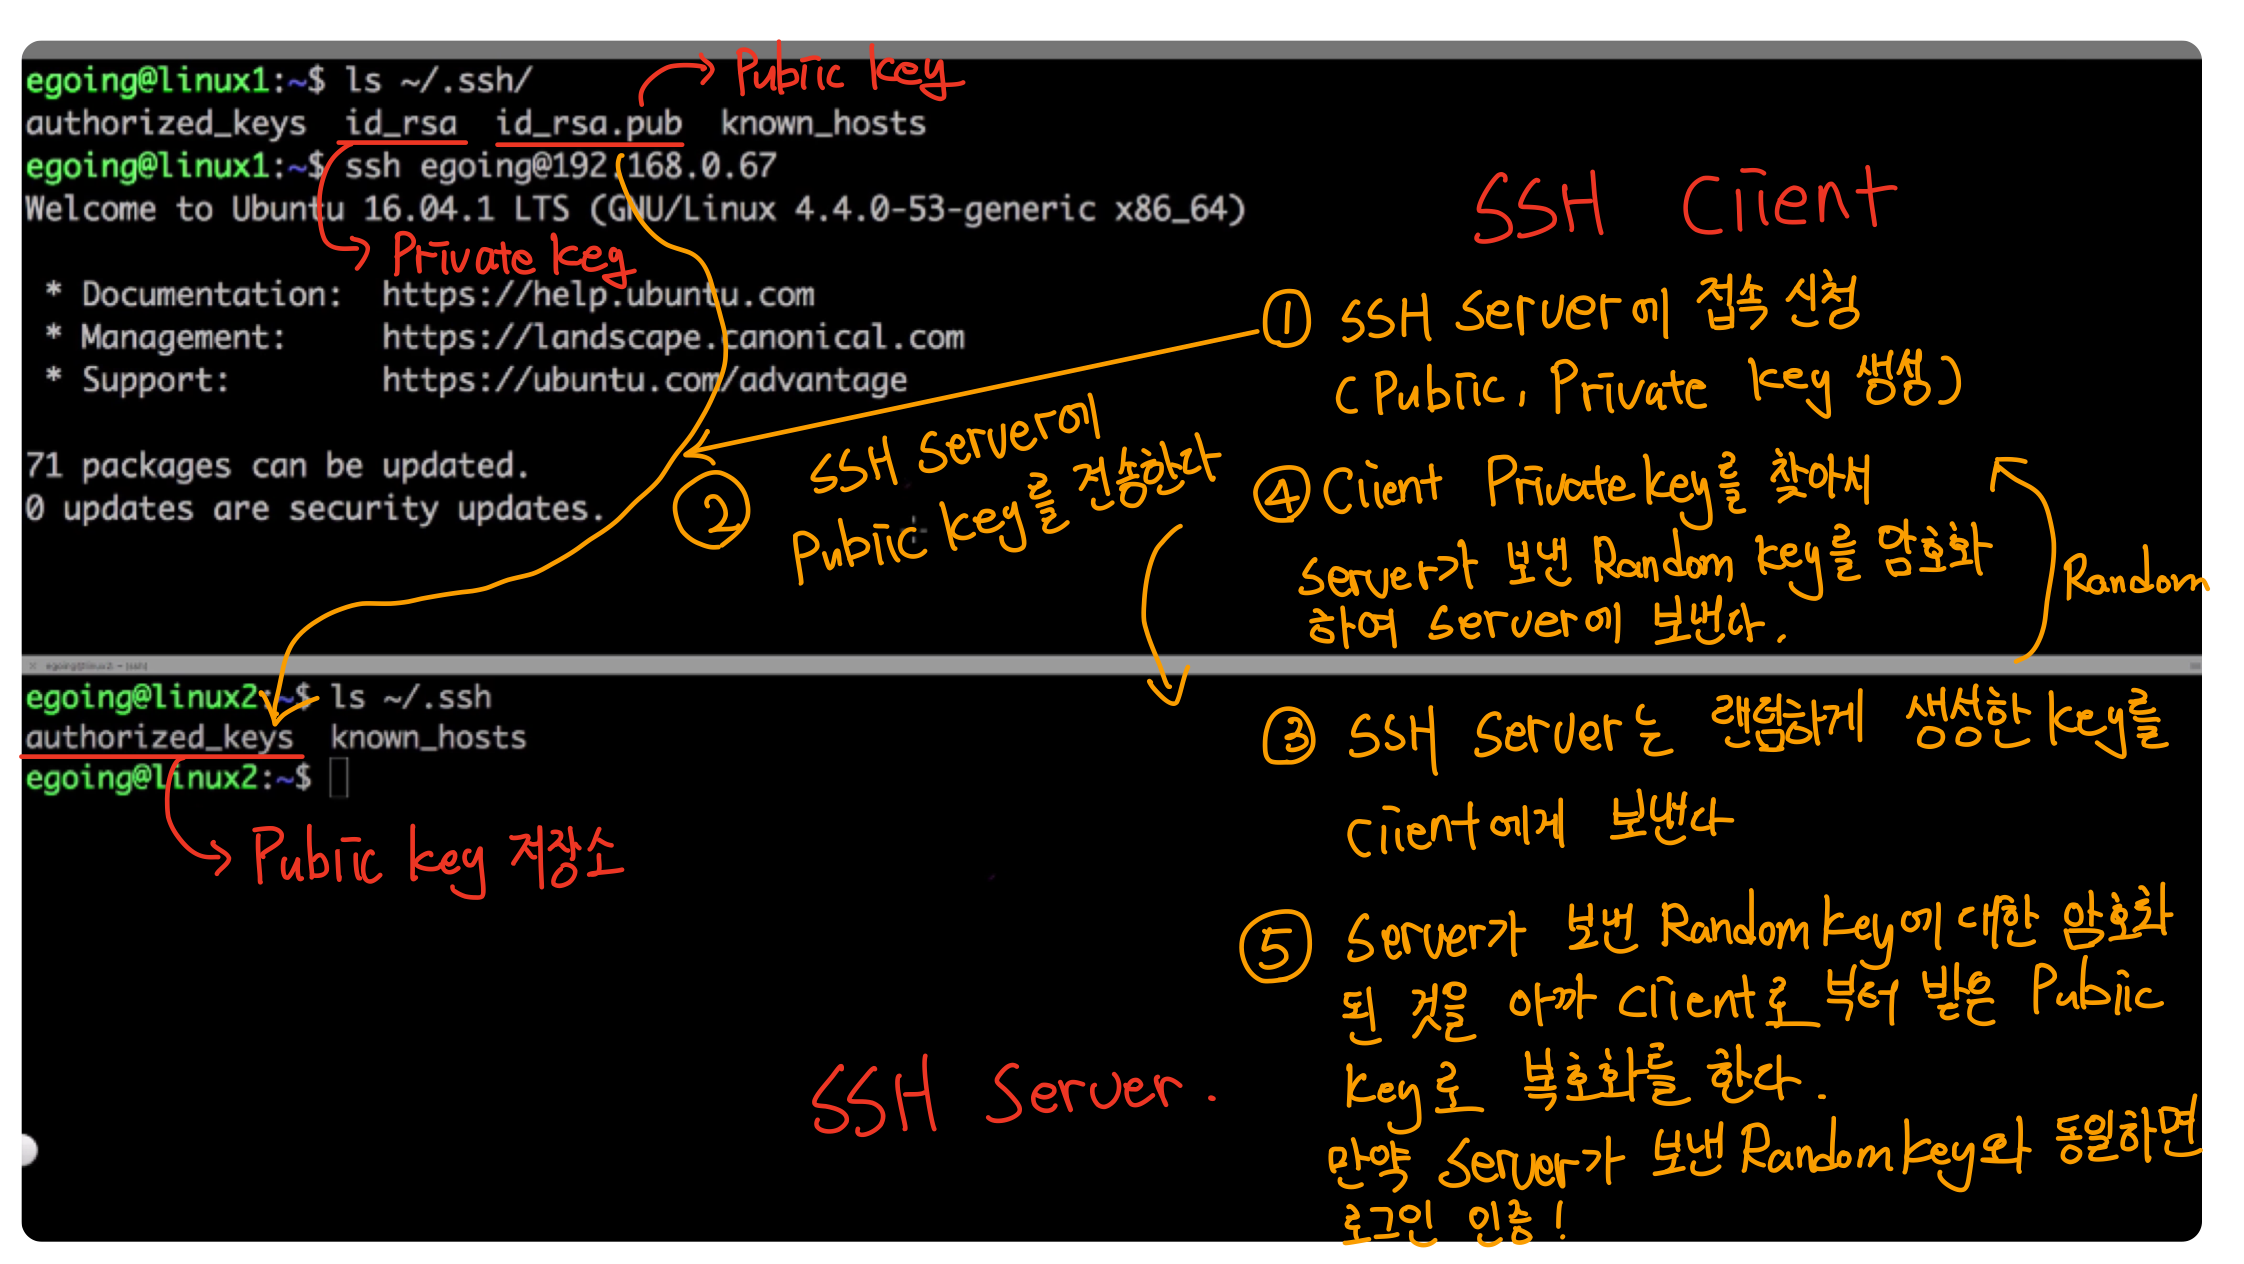 egoing@linux1:~$ ls ~/.ssh/
Public key
authorized_keys id_rsa id_rsa.pub known_hosts
egoing@linux1:~$ ssh egoing@192.168.0.67
Welcome to Ubuntu 16.04.1 LTS (GNU/Linux 4.4.0-53-generic x86_64)
Private key
* Documentation: https://help.ubuntu.com
* Management: https://landscape.canonical.com
* Support: https://ubuntu.com/advantage
71 packages can be updated.
0 updates are security updates.
SSH Client
① SSH Server에 접속 신청
(Public, Private key 생성)
② SSH Server에
Public key를 전송한다
④ Client Private key를 찾아서
Server가 보낸 Random key를 암호화
하여 Server에 보낸다.
Random
egoing@linux2: ~ (ssh)
egoing@linux2:~$ ls ~/.ssh
authorized_keys known_hosts
egoing@linux2:~$
Public key 저장소
SSH Server.
③ SSH Server는 랜덤하게 생성한 key를
Client에게 보낸다
⑤ Server가 보낸 Random key에 대한 암호화
된 것을 아까 Client로 부터 받은 Public
key로 복호화를 한다.
만약 Server가 보낸 Random key와 동일하면
로그인 인증!